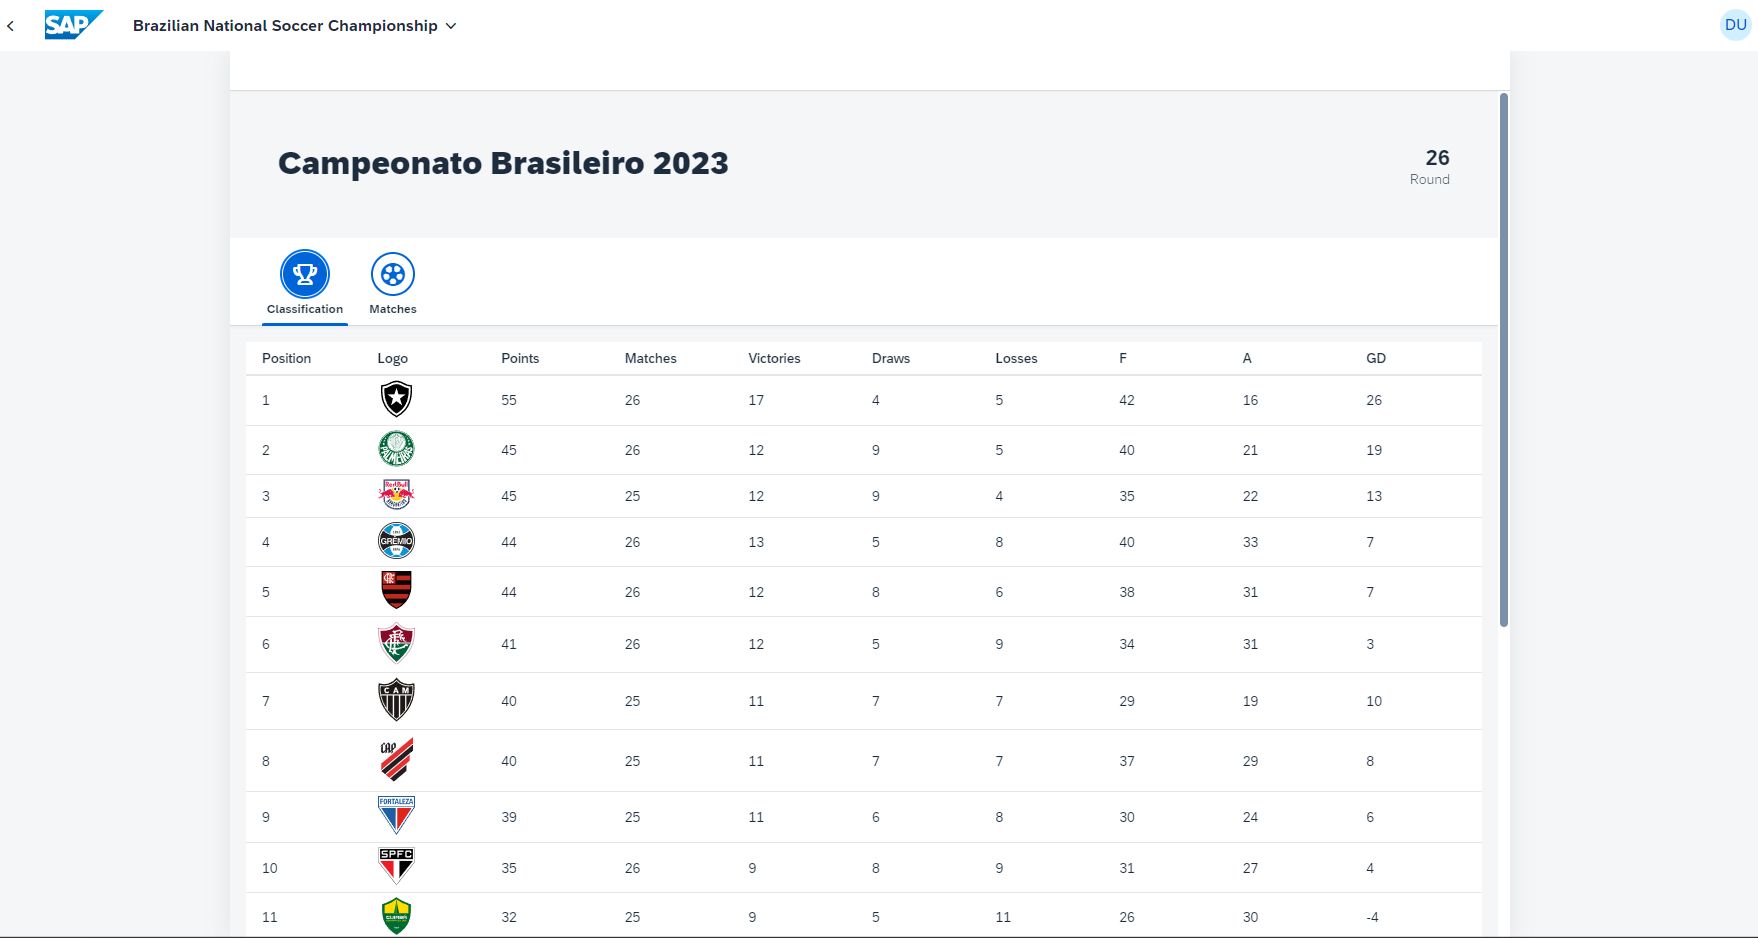 SAP Brazilian National Soccer Championship DU
Campeonato Brasileiro 2023
26
Round
Classification Matches
Position Logo Points Matches Victories Draws Losses F A GD
1 55 26 17 4 5 42 16 26
2 PALMEIRAS 45 26 12 9 5 40 21 19
3 Red Bull 45 25 12 9 4 35 22 13
4 GRÊMIO 44 26 13 5 8 40 33 7
5 44 26 12 8 6 38 31 7
6 41 26 12 5 9 34 31 3
7 CAM 40 25 11 7 7 29 19 10
8 CAP 40 25 11 7 7 37 29 8
9 FORTALEZA 39 25 11 6 8 30 24 6
10 SPFC 35 26 9 8 9 31 27 4
11 CUIABÁ 32 25 9 5 11 26 30 -4